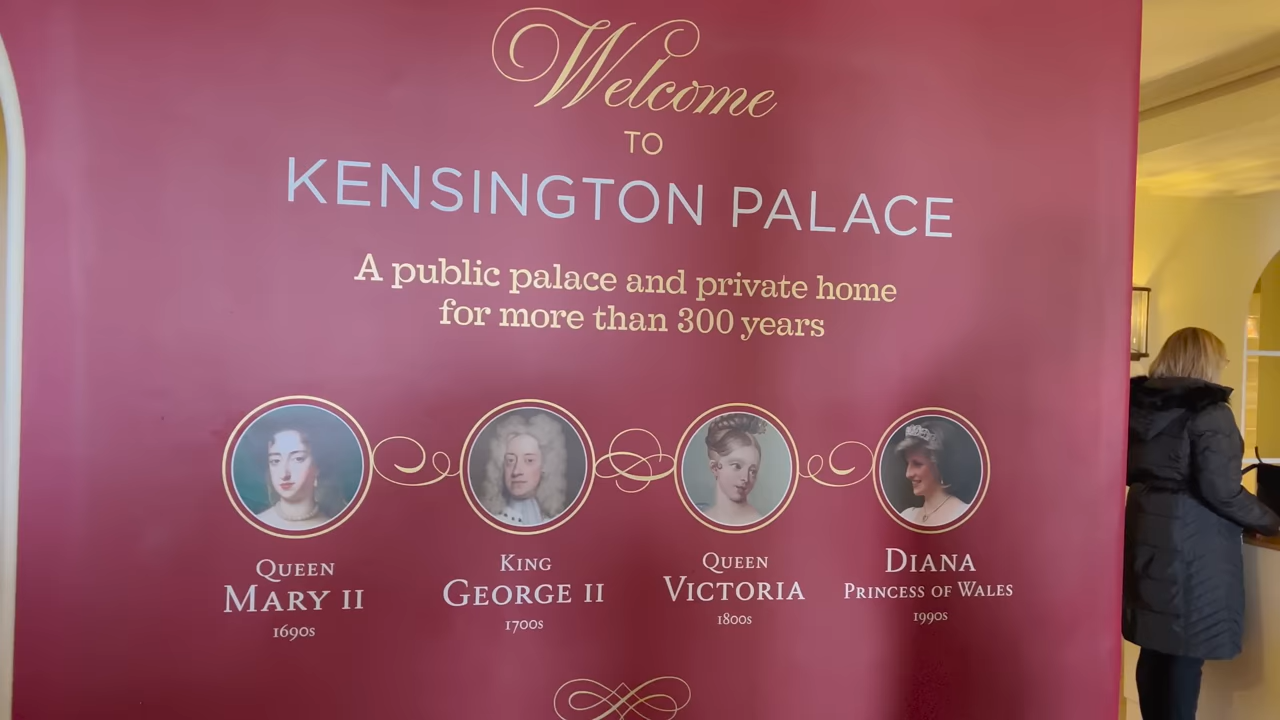 Welcome
TO
KENSINGTON PALACE
A public palace and private home
for more than 300 years
QUEEN
MARY II
1690s
KING
GEORGE II
1700s
QUEEN
VICTORIA
1800s
DIANA
PRINCESS OF WALES
1990s